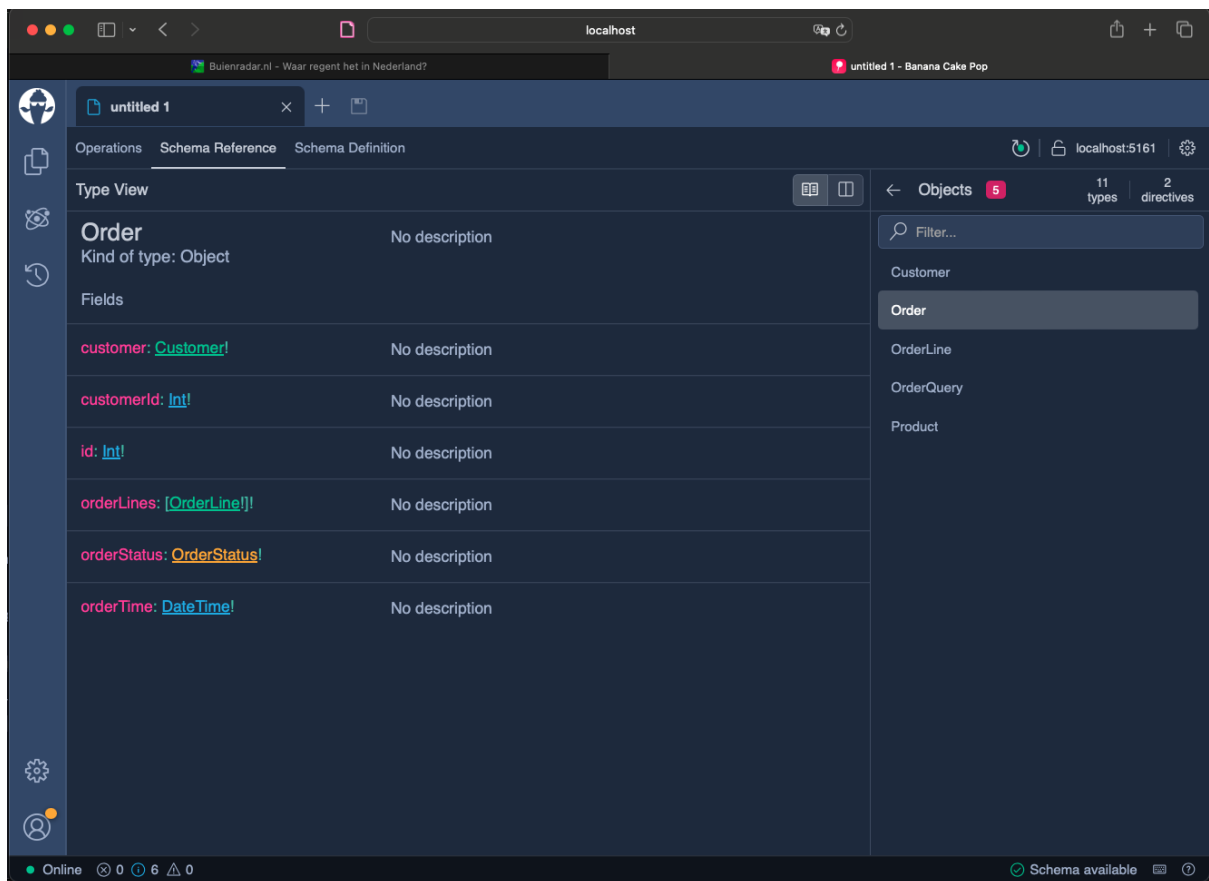 localhost
Buienradar.nl - Waar regent het in Nederland?
untitled 1 - Banana Cake Pop
untitled 1
Operations Schema Reference Schema Definition
localhost:5161
Type View
Objects 5
11 types
2 directives
Order
No description
Kind of type: Object
Filter...
Fields
Customer
Order
OrderLine
OrderQuery
Product
customer: Customer!
No description
customerId: Int!
No description
id: Int!
No description
orderLines: [OrderLine!]!
No description
orderStatus: OrderStatus!
No description
orderTime: DateTime!
No description
Online 0 6 0
Schema available